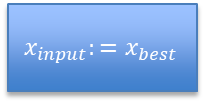 x_input := x_best